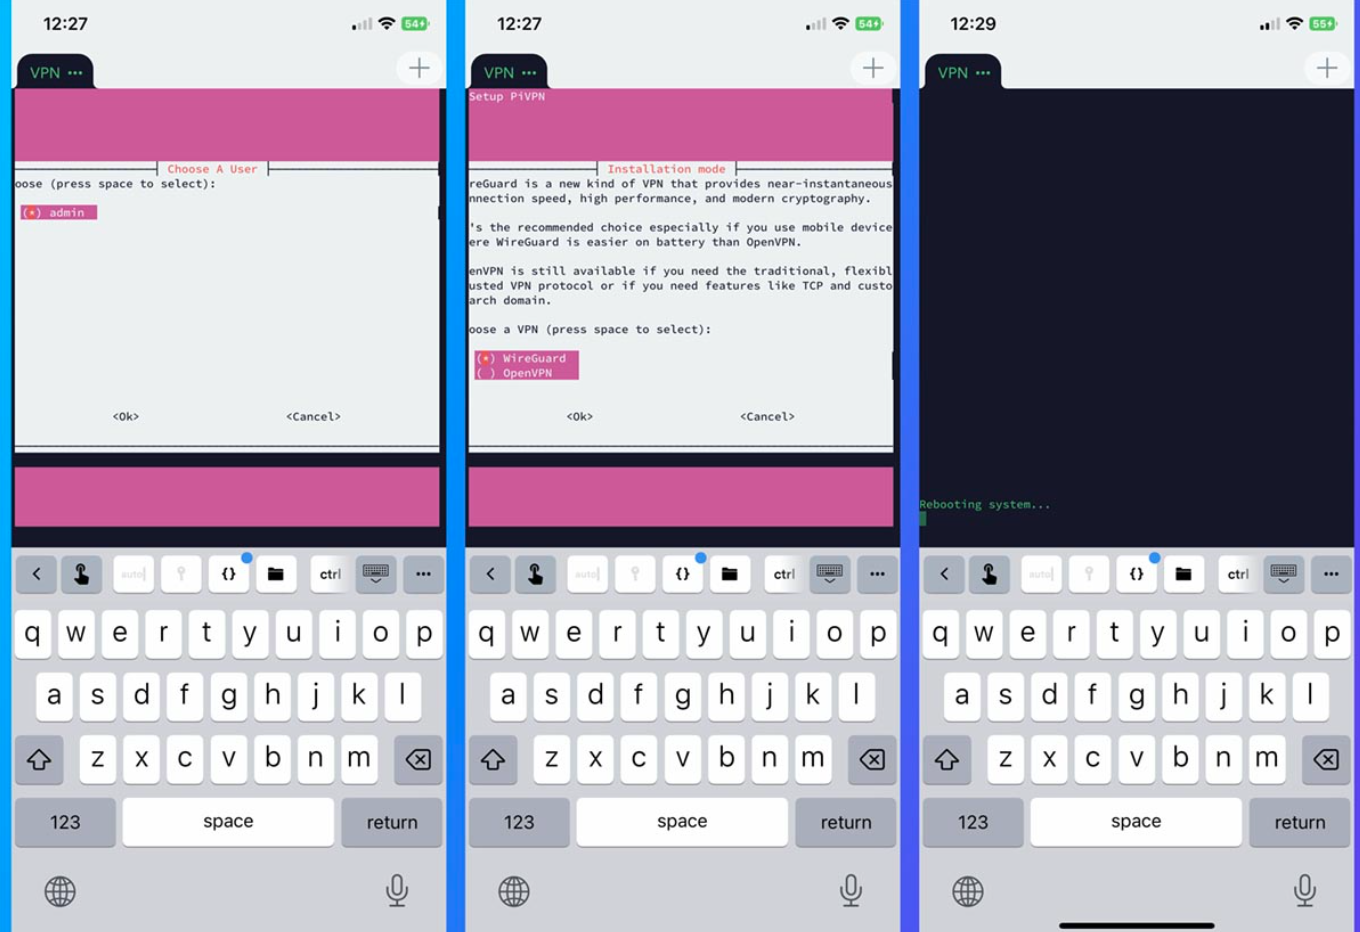 12:27
54
VPN •••
Choose A User
oose (press space to select):
(*) admin
<Ok> <Cancel>
auto
{}
ctrl
•••
q w e r t y u i o p
a s d f g h j k l
z x c v b n m
123 space return
12:27
54
VPN •••
Setup PiVPN
Installation mode
reGuard is a new kind of VPN that provides near-instantaneous
nnection speed, high performance, and modern cryptography.
's the recommended choice especially if you use mobile device
ere WireGuard is easier on battery than OpenVPN.
enVPN is still available if you need the traditional, flexibl
usted VPN protocol or if you need features like TCP and custo
arch domain.
oose a VPN (press space to select):
(*) WireGuard
( ) OpenVPN
<Ok> <Cancel>
auto
{}
ctrl
•••
q w e r t y u i o p
a s d f g h j k l
z x c v b n m
123 space return
12:29
55
VPN •••
Rebooting system...
auto
{}
ctrl
•••
q w e r t y u i o p
a s d f g h j k l
z x c v b n m
123 space return